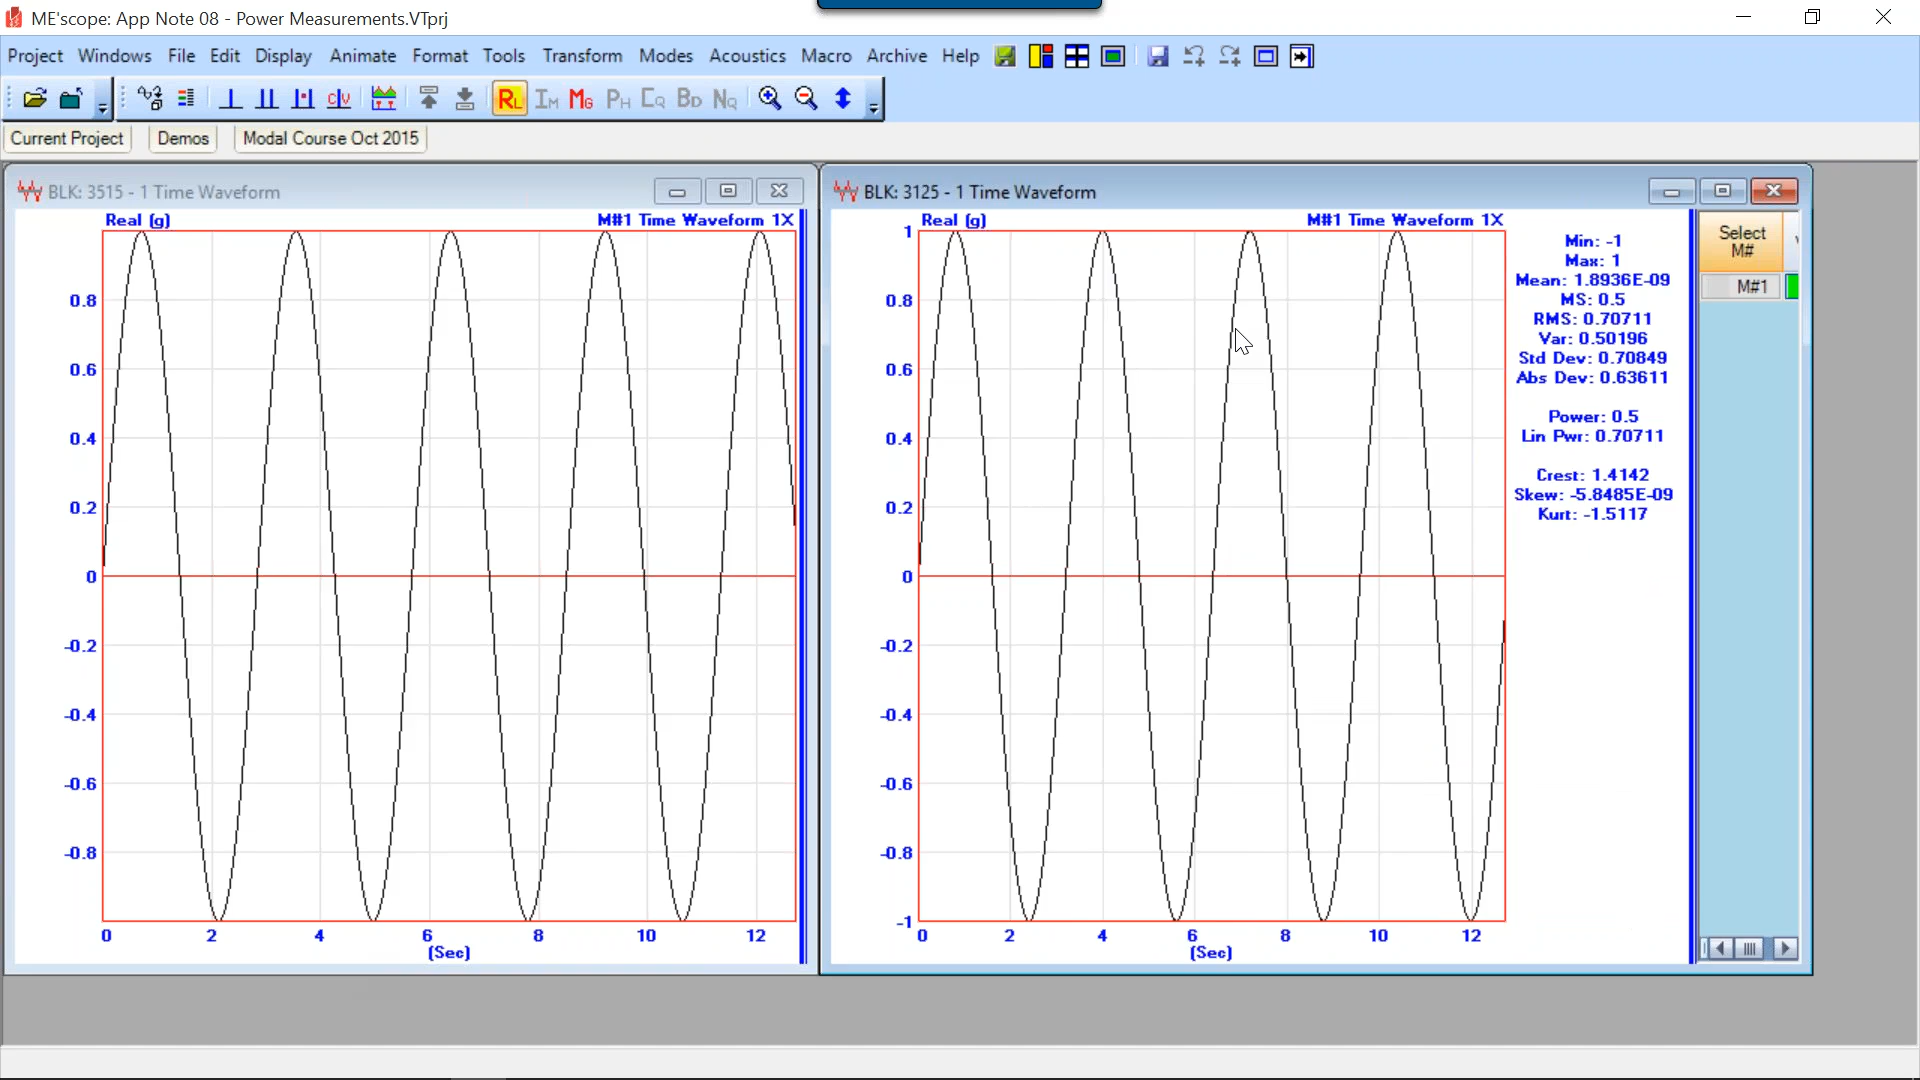 ME'scope: App Note 08 - Power Measurements.VTprj
Project Windows File Edit Display Animate Format Tools Transform Modes Acoustics Macro Archive Help
c|v RL IM MG PH CQ BD NQ
Current Project Demos Modal Course Oct 2015
BLK: 3515 - 1 Time Waveform
Real (g) M#1 Time Waveform 1X
0.8
0.6
0.4
0.2
0
-0.2
-0.4
-0.6
-0.8
0 2 4 6 8 10 12
(Sec)
BLK: 3125 - 1 Time Waveform
Real (g) M#1 Time Waveform 1X
1
0.8
0.6
0.4
0.2
0
-0.2
-0.4
-0.6
-0.8
-1
0 2 4 6 8 10 12
(Sec)
Min: -1
Max: 1
Mean: 1.8936E-09
MS: 0.5
RMS: 0.70711
Var: 0.50196
Std Dev: 0.70849
Abs Dev: 0.63611
Power: 0.5
Lin Pwr: 0.70711
Crest: 1.4142
Skew: -5.8485E-09
Kurt: -1.5117
Select
M#
M#1